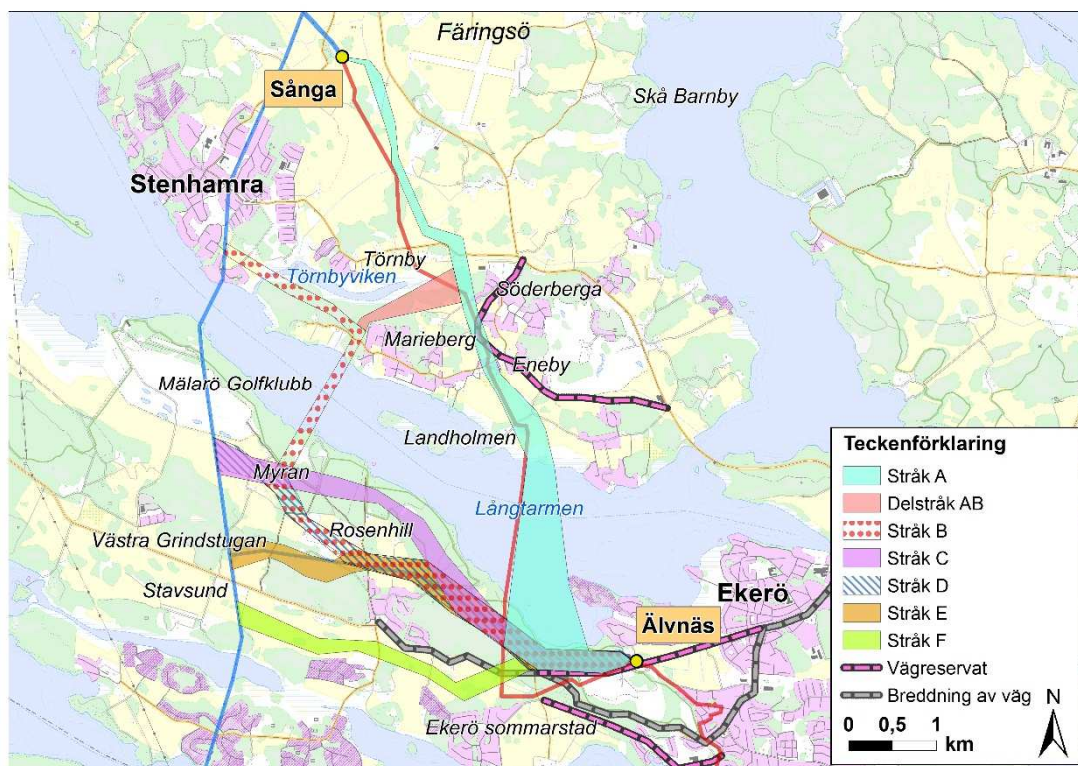 Färingsö
Sånga
Skå Barnby
Stenhamra
Törnby
Törnbyviken
Söderberga
Marieberg
Eneby
Mälarö Golfklubb
Landholmen
Myran
Långtarmen
Rosenhill
Västra Grindstugan
Stavsund
Ekerö
Älvnäs
Ekerö sommarstad
Teckenförklaring
Stråk A
Delstråk AB
Stråk B
Stråk C
Stråk D
Stråk E
Stråk F
Vägreservat
Breddning av väg
N
0 0,5 1
km